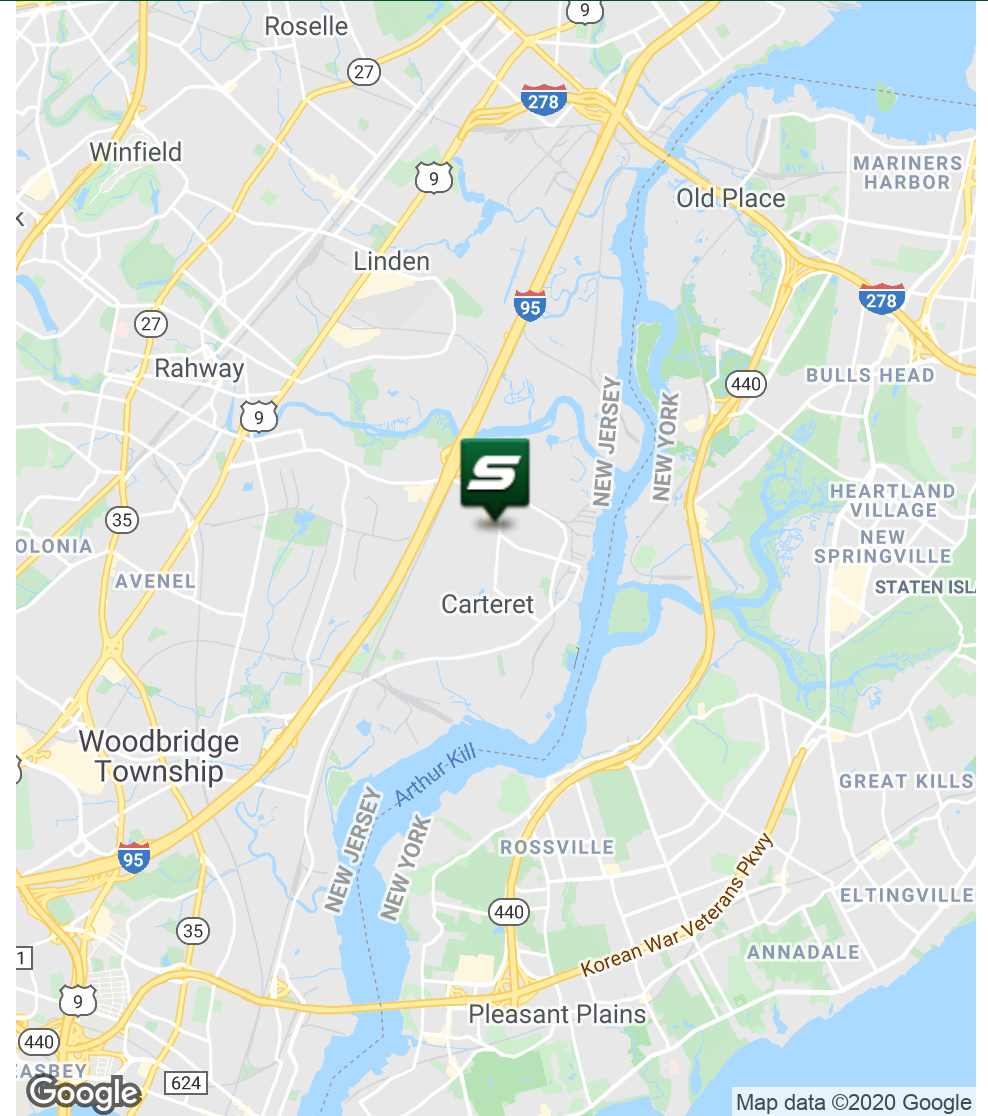 9
Roselle
27
278
Winfield
9
MARINERS
HARBOR
Old Place
k
Linden
278
95
27
Rahway
BULLS HEAD
440
9
NEW JERSEY
NEW YORK
S
HEARTLAND
VILLAGE
35
NEW
SPRINGVILLE
OLONIA
AVENEL
STATEN ISL
Carteret
Woodbridge
Township
Arthur Kill
GREAT KILLS
NEW JERSEY
NEW YORK
ROSSVILLE
95
Korean War Veterans Pkwy
ELTINGVILLE
440
35
ANNADALE
1
9
Pleasant Plains
440
EASBEY
624
Google
Map data ©2020 Google